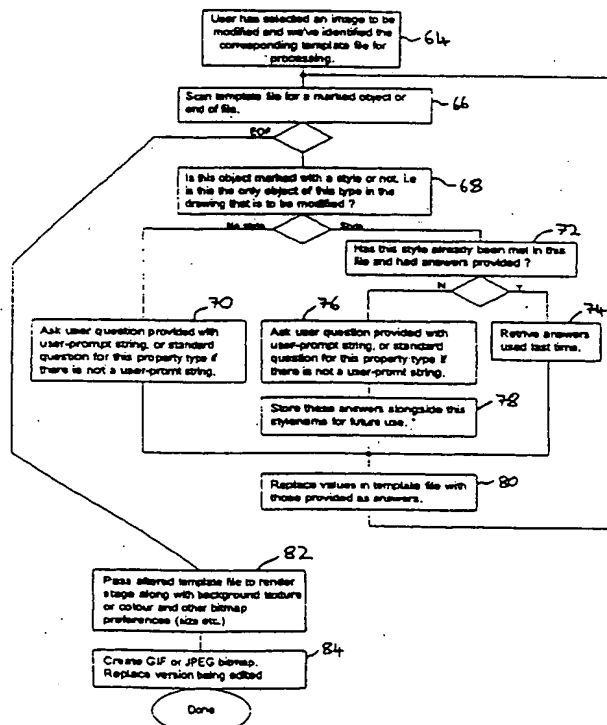 User has selected an image to be
modified and we've identified the
corresponding template file for
processing.
64
Scan template file for a marked object or
end of file.
66
EOF
Is this object marked with a style or not, i.e
is this the only object of this type in the
drawing that is to be modified ?
68
No style
Style
72
Has this style already been met in this
file and had answers provided ?
N
Y
70
Ask user question provided with
user-prompt string, or standard
question for this property type if
there is not a user-promt string.
76
Ask user question provided with
user-prompt string, or standard
question for this property type if
there is not a user-promt string.
74
Retrive answers
used last time.
Store these answers alongside this
stylename for future use.
78
Replace values in template file with
those provided as answers.
80
82
Pass altered template file to render
stage along with background texture
or colour and other bitmap
preferences (size etc.)
84
Create GIF or JPEG bitmap.
Replace version being edited
Done